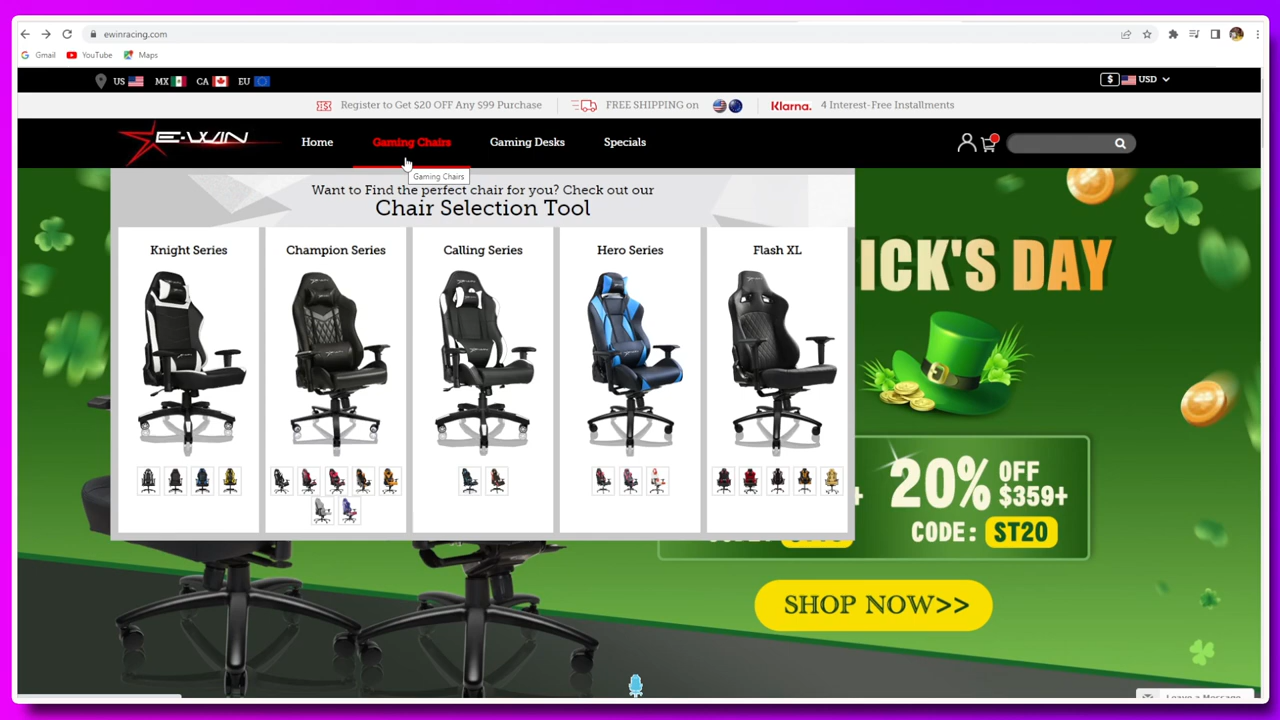 ewinracing.com
Gmail YouTube Maps
US MX CA EU $ USD
Register to Get $20 OFF Any $99 Purchase FREE SHIPPING on Klarna. 4 Interest-Free Installments
E-WIN Home Gaming Chairs Gaming Desks Specials
Gaming Chairs
Want to Find the perfect chair for you? Check out our
Chair Selection Tool
Knight Series Champion Series Calling Series Hero Series Flash XL
ICK'S DAY
20% OFF $359+
CODE: ST20
SHOP NOW>>
Leave a Message